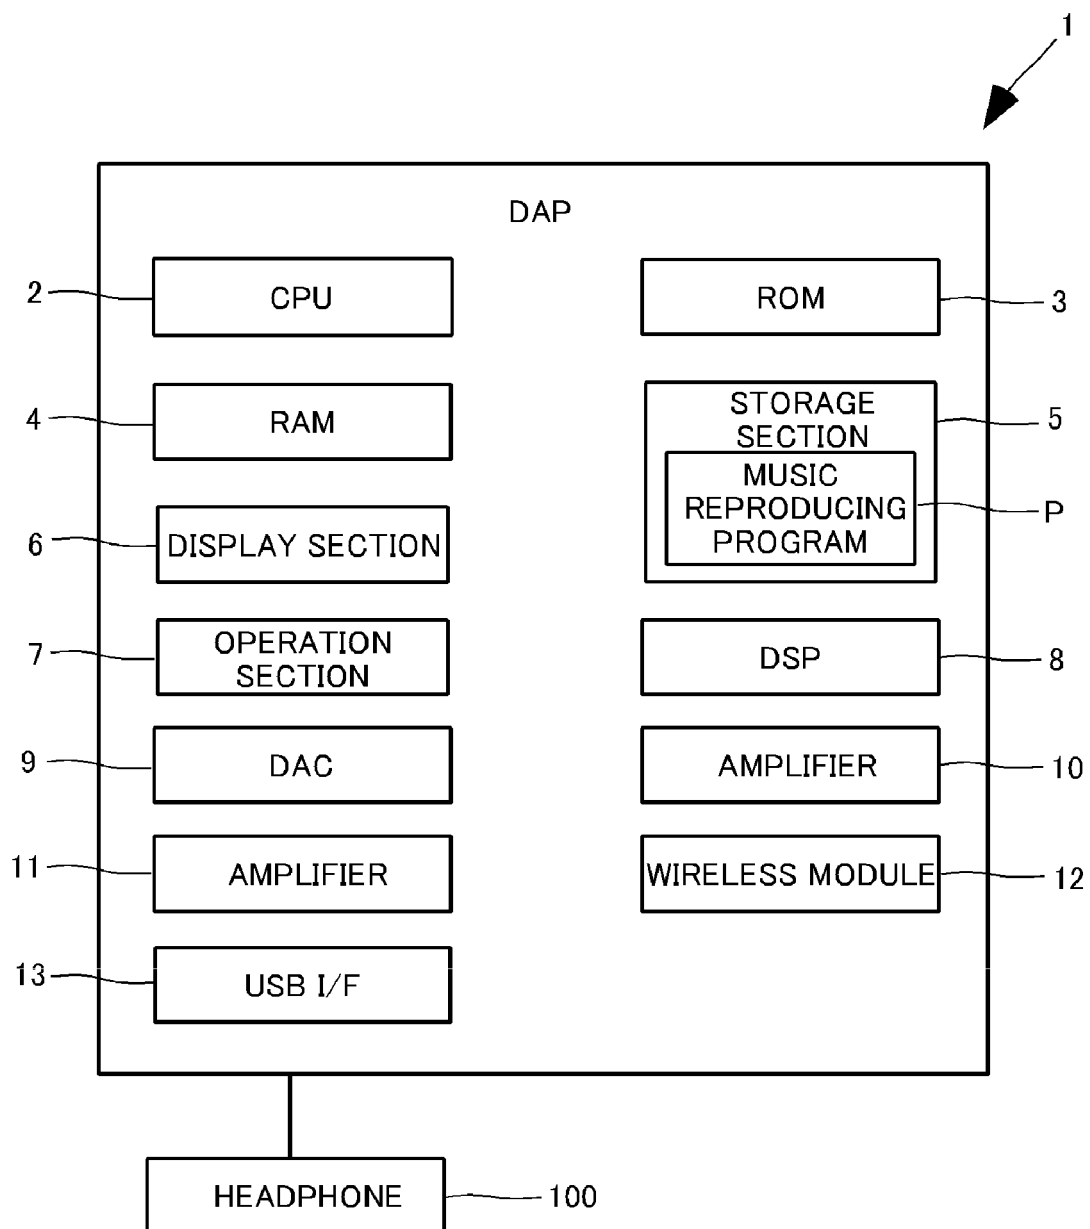 1
DAP
2 CPU
ROM 3
4 RAM
STORAGE
SECTION 5
MUSIC
REPRODUCING P
PROGRAM
6 DISPLAY SECTION
7 OPERATION
SECTION
DSP 8
9 DAC
AMPLIFIER 10
11 AMPLIFIER
WIRELESS MODULE 12
13 USB I/F
HEADPHONE 100